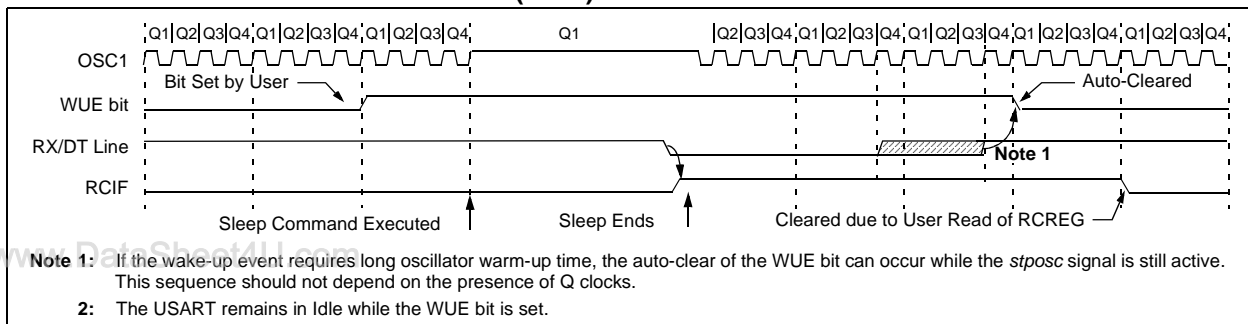 Q1 Q2 Q3 Q4 Q1 Q2 Q3 Q4 Q1 Q2 Q3 Q4 Q1 Q2 Q3 Q4 Q1 Q2 Q3 Q4 Q1 Q2 Q3 Q4 Q1 Q2 Q3 Q4
OSC1
Bit Set by User
Auto-Cleared
WUE bit
RX/DT Line
Note 1
RCIF
Sleep Command Executed
Sleep Ends
Cleared due to User Read of RCREG
www.DataSheet4U.com
Note 1: If the wake-up event requires long oscillator warm-up time, the auto-clear of the WUE bit can occur while the stposc signal is still active.
This sequence should not depend on the presence of Q clocks.
2: The USART remains in Idle while the WUE bit is set.